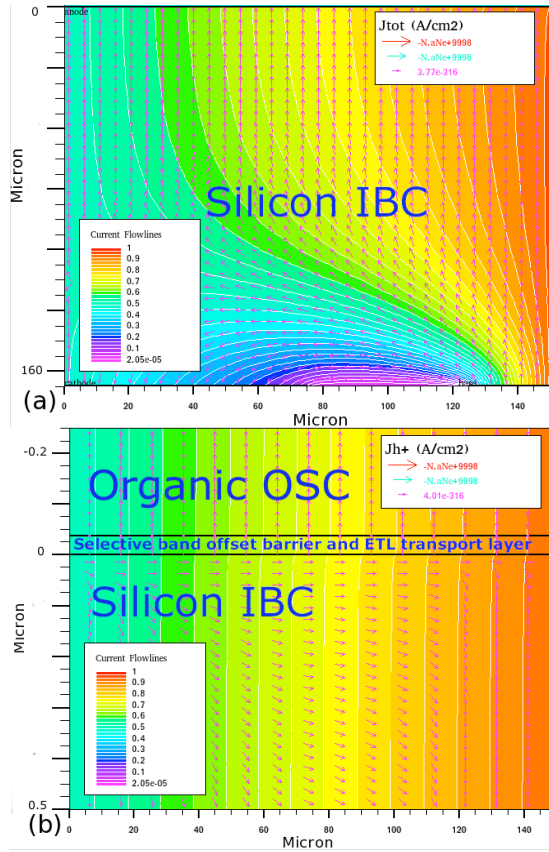 0
anode
Jtot (A/cm2)
-N.aNe+9998
-N.aNe+9998
3.77e-316
Micron
Silicon IBC
Current Flowlines
1
0.9
0.8
0.7
0.6
0.5
0.4
0.3
0.2
0.1
2.05e-05
160
cathode
base
(a)
0 20 40 60 80 100 120 140
Micron
-0.2
Jh+ (A/cm2)
-N.aNe+9998
-N.aNe+9998
4.01e-316
Organic OSC
Selective band offset barrier and ETL transport layer
0
Silicon IBC
Micron
Current Flowlines
1
0.9
0.8
0.7
0.6
0.5
0.4
0.3
0.2
0.1
2.05e-05
0.5
(b)
0 20 40 60 80 100 120 140
Micron